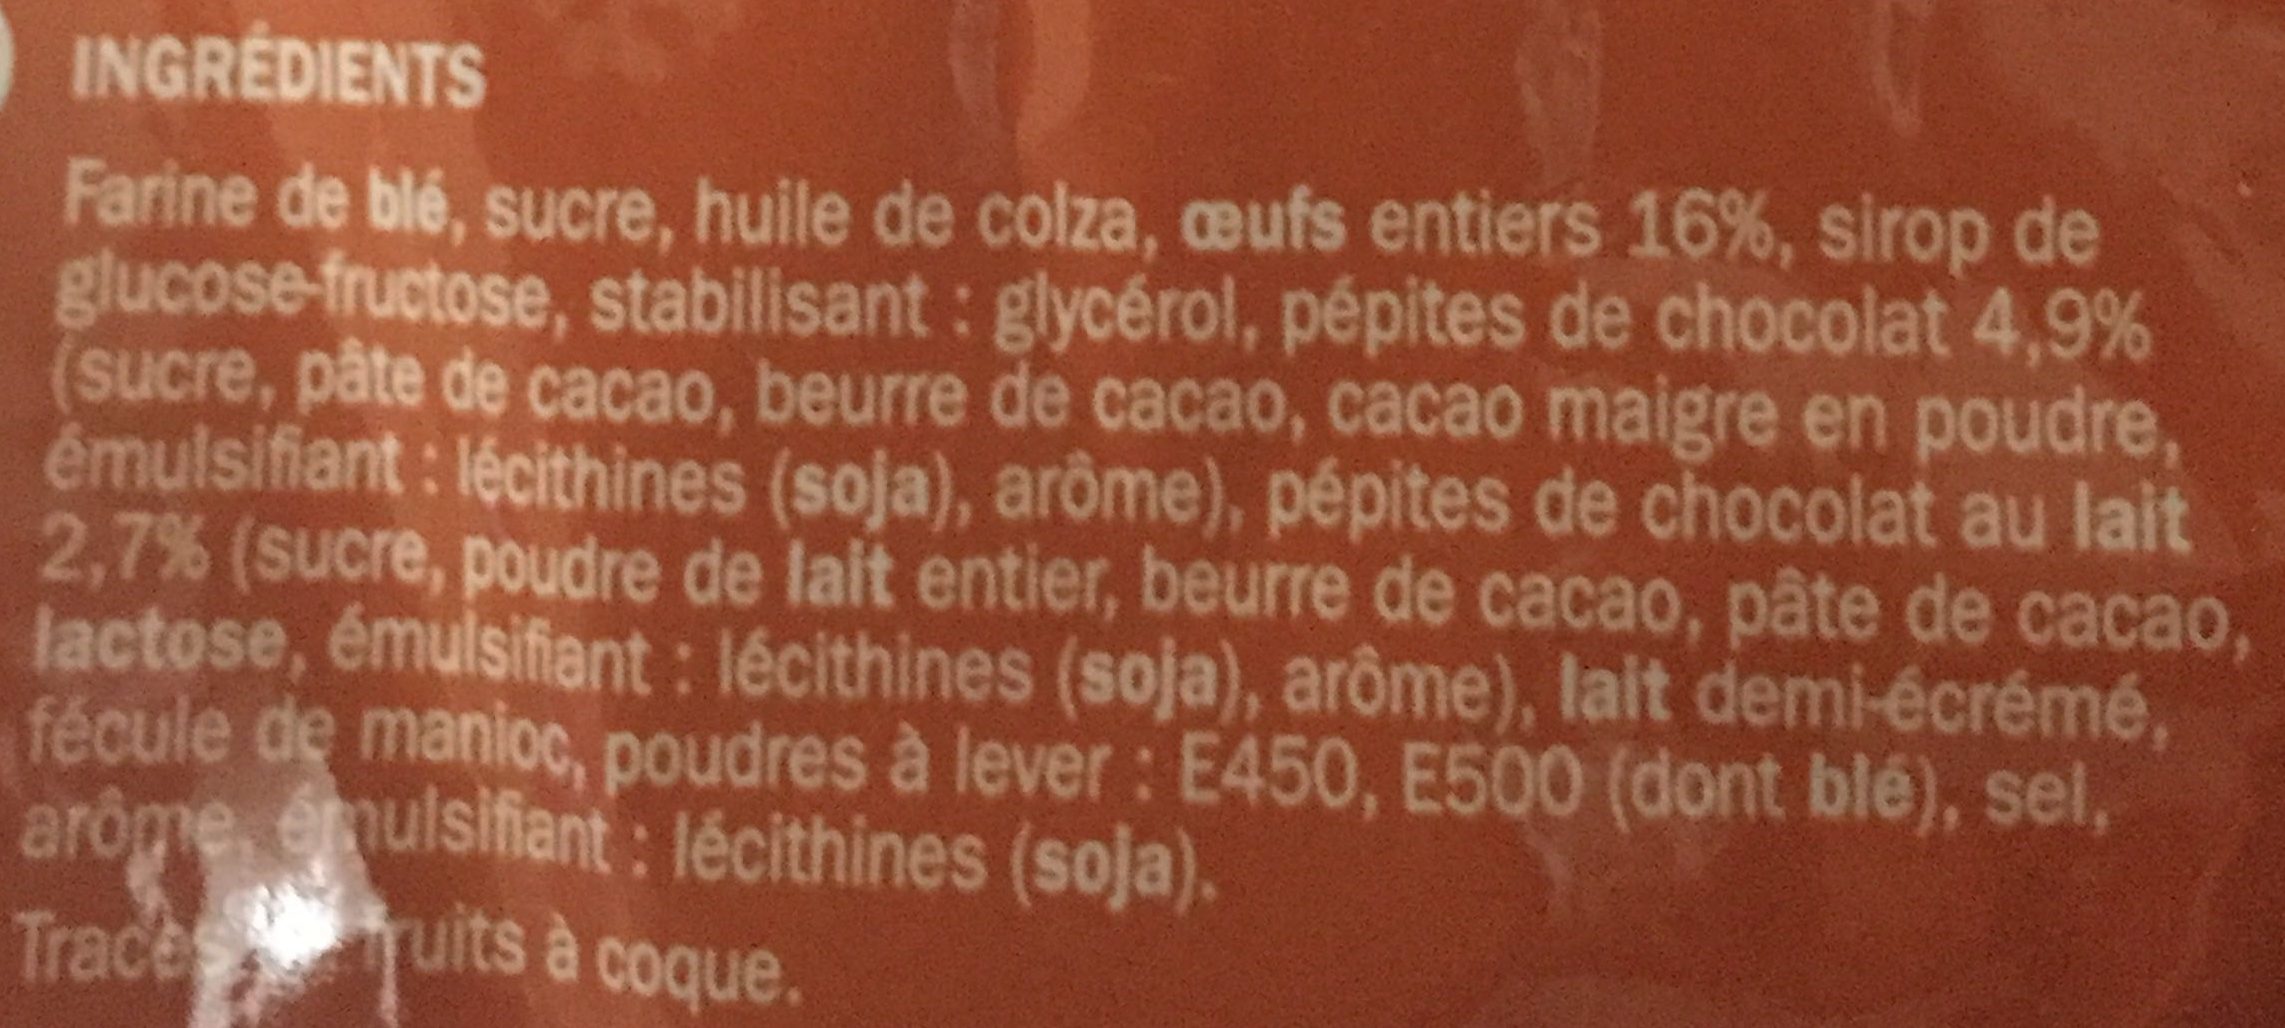 INGRÉDIENTS
Farine de blé, sucre, huile de colza, œufs entiers 16%, sirop de
glucose-fructose, stabilisant : glycérol, pépites de chocolat 4,9%
(sucre, pâte de cacao, beurre de cacao, cacao maigre en poudre,
émulsifiant : lécithines (soja), arôme), pépites de chocolat au lait
2,7% (sucre, poudre de lait entier, beurre de cacao, pâte de cacao,
lactose, émulsifiant : lécithines (soja), arôme), lait demi-écrémé,
fécule de manioc, poudres à lever : E450, E500 (dont blé), sel,
arôme, émulsifiant : lécithines (soja).
Traces fruits à coque.